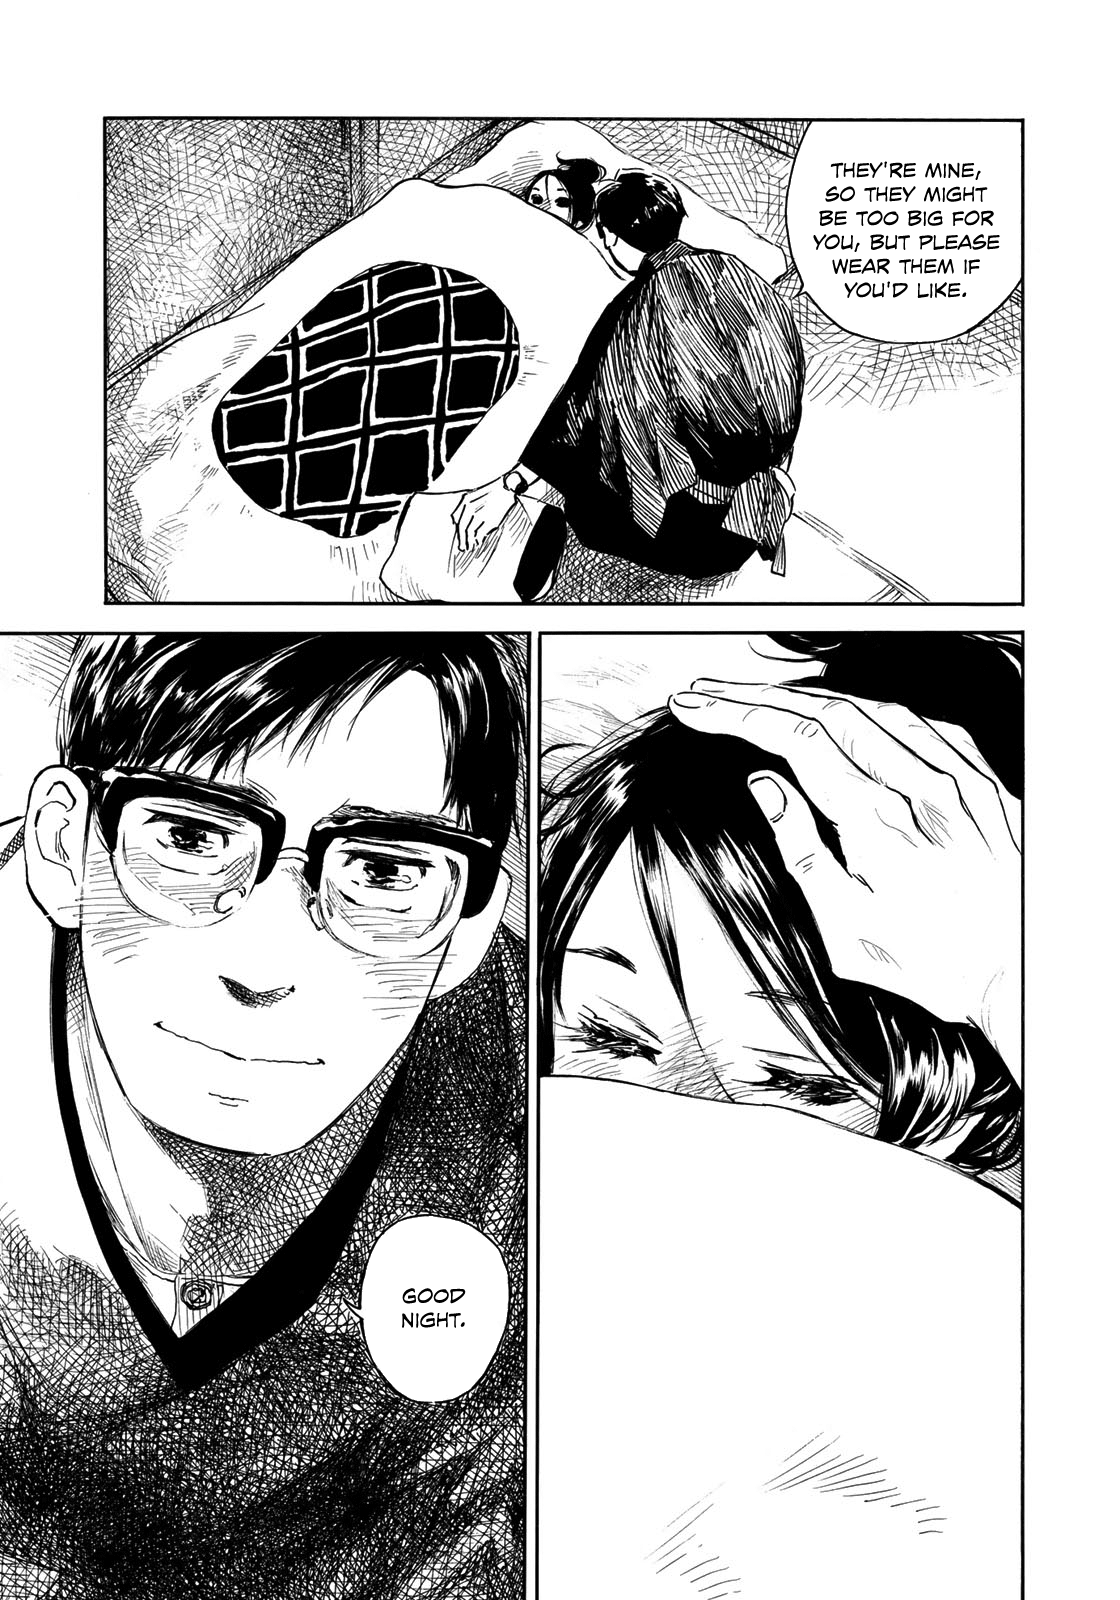 THEY'RE MINE,
SO THEY MIGHT
BE TOO BIG FOR
YOU, BUT PLEASE
WEAR THEM IF
YOU'D LIKE.
GOOD
NIGHT.